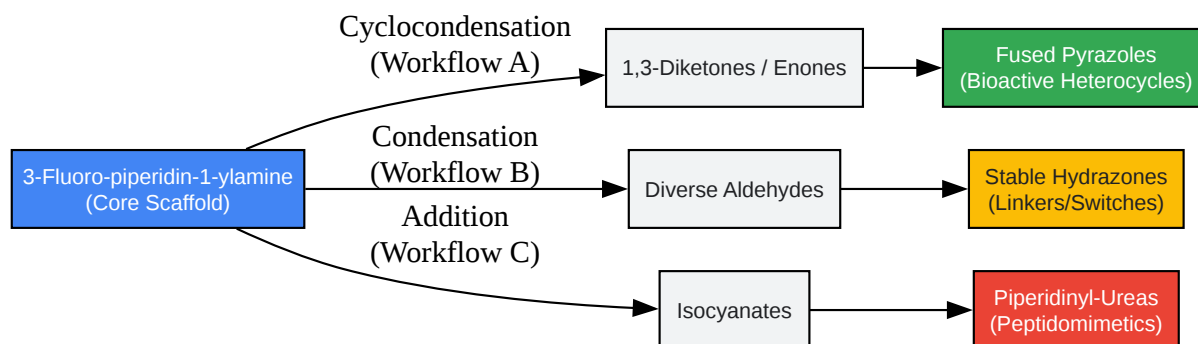 Cyclocondensation
(Workflow A)
1,3-Diketones / Enones
Fused Pyrazoles
(Bioactive Heterocycles)
3-Fluoro-piperidin-1-ylamine
(Core Scaffold)
Condensation
(Workflow B)
Diverse Aldehydes
Stable Hydrazones
(Linkers/Switches)
Addition
(Workflow C)
Isocyanates
Piperidinyl-Ureas
(Peptidomimetics)